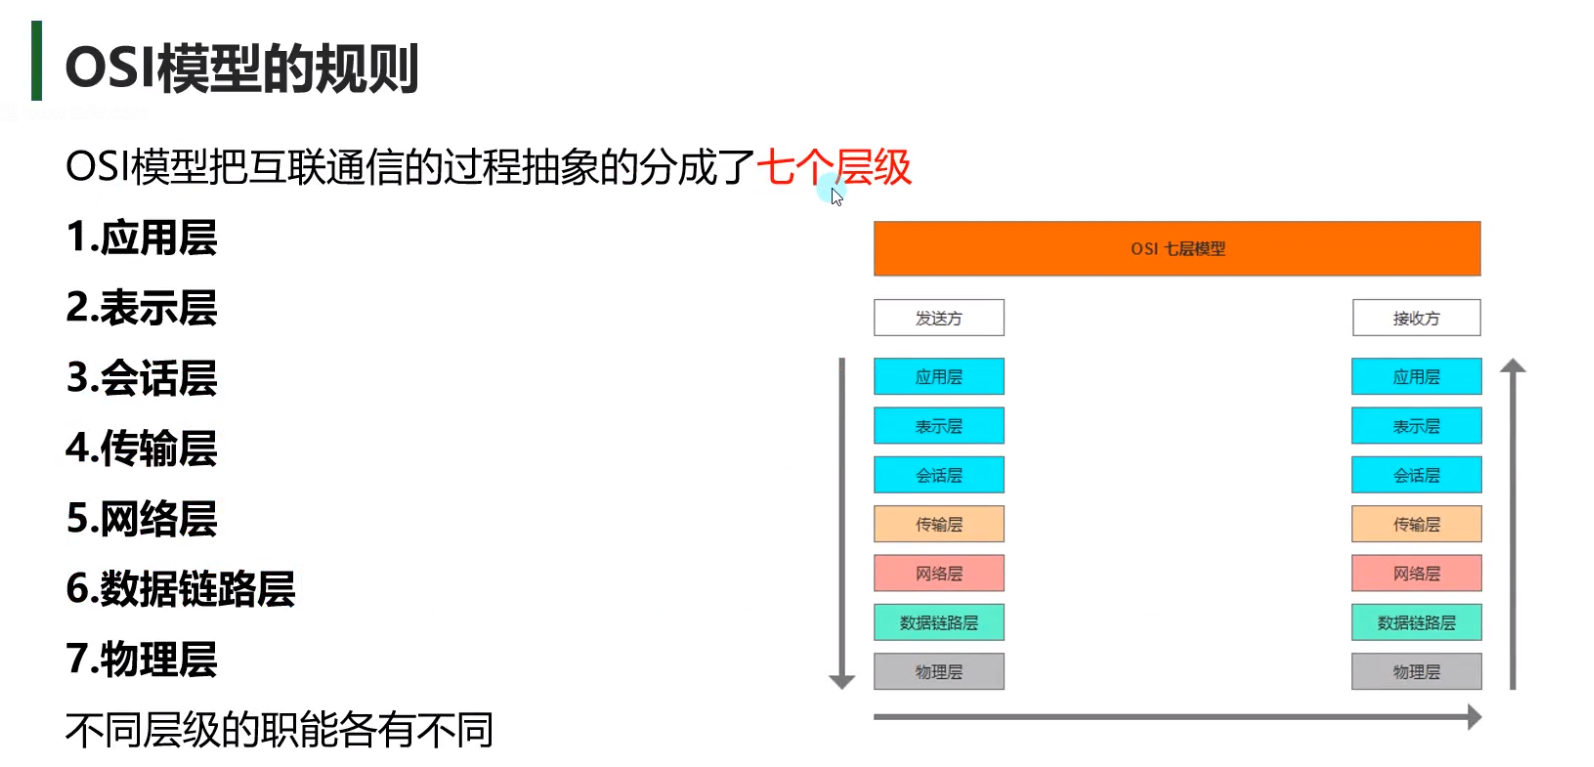 OSI模型的规则
OSI模型把互联通信的过程抽象的分成了七个层级
1.应用层
2.表示层
3.会话层
4.传输层
5.网络层
6.数据链路层
7.物理层
不同层级的职能各有不同
OSI 七层模型
发送方
接收方
应用层
应用层
表示层
表示层
会话层
会话层
传输层
传输层
网络层
网络层
数据链路层
数据链路层
物理层
物理层